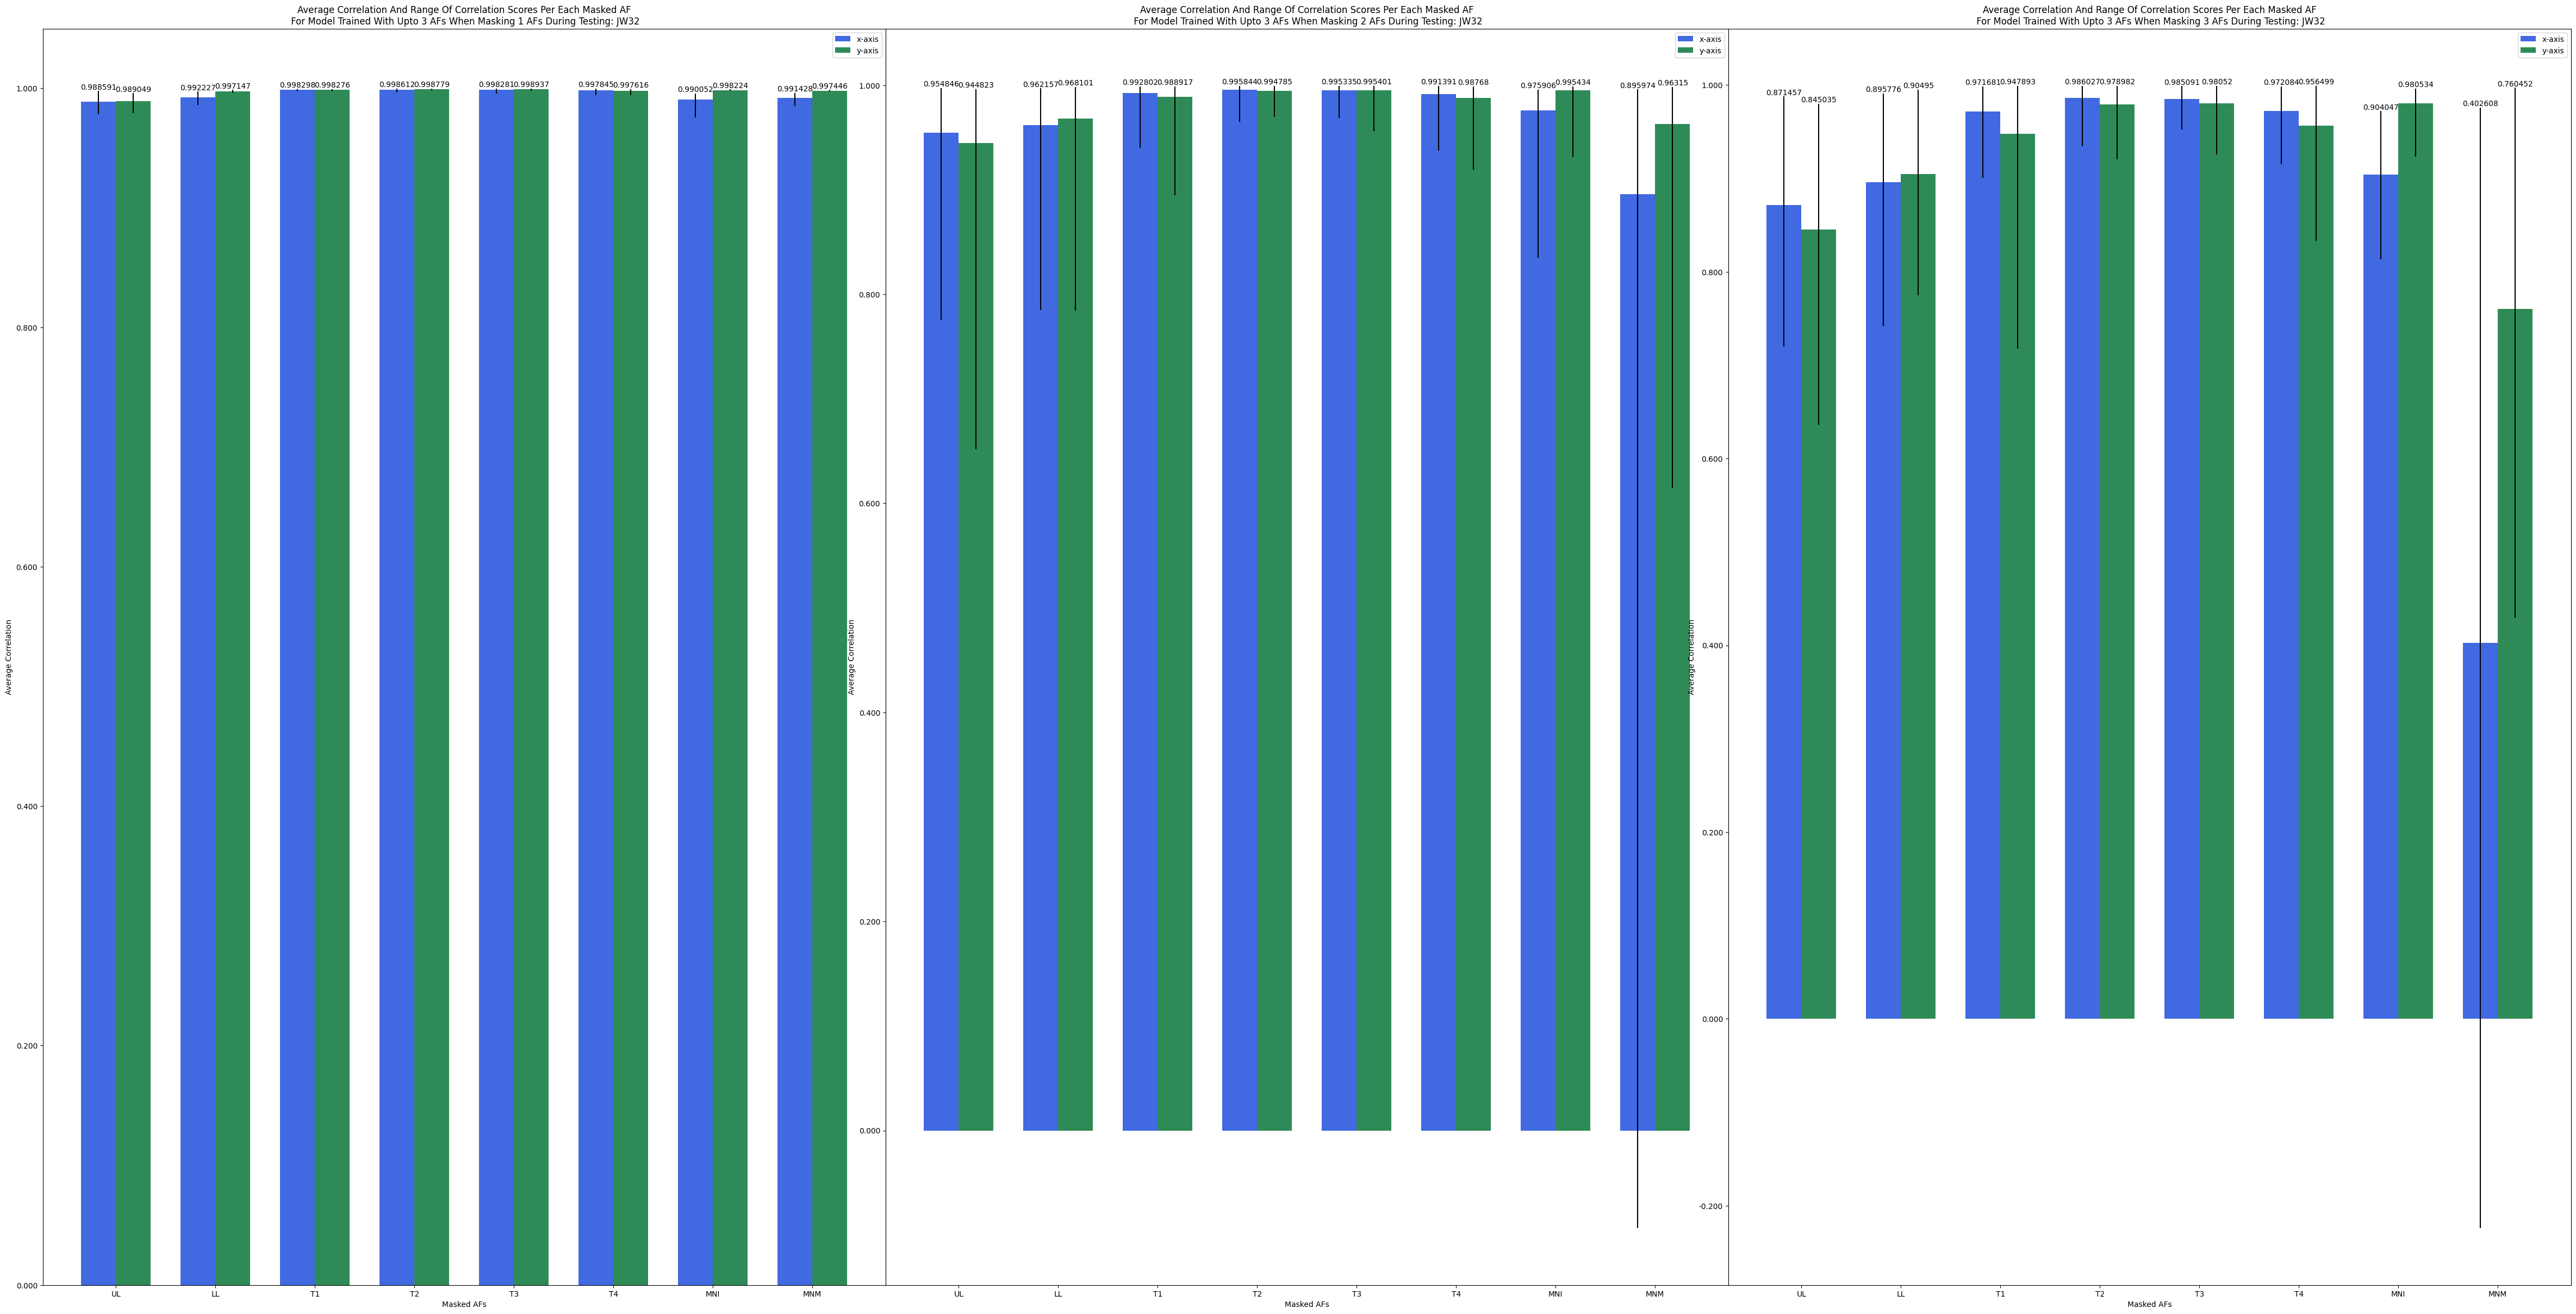 Average Correlation And Range Of Correlation Scores Per Each Masked AF
For Model Trained With Upto 3 AFs When Masking 1 AFs During Testing: JW32
x-axis
y-axis
0.988591 0.989049 0.992227 0.997147 0.998298 0.998276 0.998612 0.998779 0.998281 0.998937 0.997845 0.997616 0.990052 0.998224 0.991428 0.997446
1.000
0.800
0.600
0.400
0.200
0.000
Average Correlation
UL LL T1 T2 T3 T4 MNI MNM
Masked AFs
Average Correlation And Range Of Correlation Scores Per Each Masked AF
For Model Trained With Upto 3 AFs When Masking 2 AFs During Testing: JW32
x-axis
y-axis
0.954846 0.944823 0.962157 0.968101 0.992802 0.988917 0.995844 0.994785 0.995335 0.995401 0.991391 0.98768 0.975906 0.995434 0.895974 0.96315
1.000
0.800
0.600
0.400
0.200
0.000
Average Correlation
UL LL T1 T2 T3 T4 MNI MNM
Masked AFs
Average Correlation And Range Of Correlation Scores Per Each Masked AF
For Model Trained With Upto 3 AFs When Masking 3 AFs During Testing: JW32
x-axis
y-axis
0.871457 0.845035 0.895776 0.90495 0.971681 0.947893 0.986027 0.978982 0.985091 0.98052 0.972084 0.956499 0.904047 0.980534 0.402608 0.760452
1.000
0.800
0.600
0.400
0.200
0.000
-0.200
Average Correlation
UL LL T1 T2 T3 T4 MNI MNM
Masked AFs